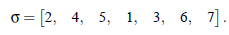 σ = [2, 4, 5, 1, 3, 6, 7].